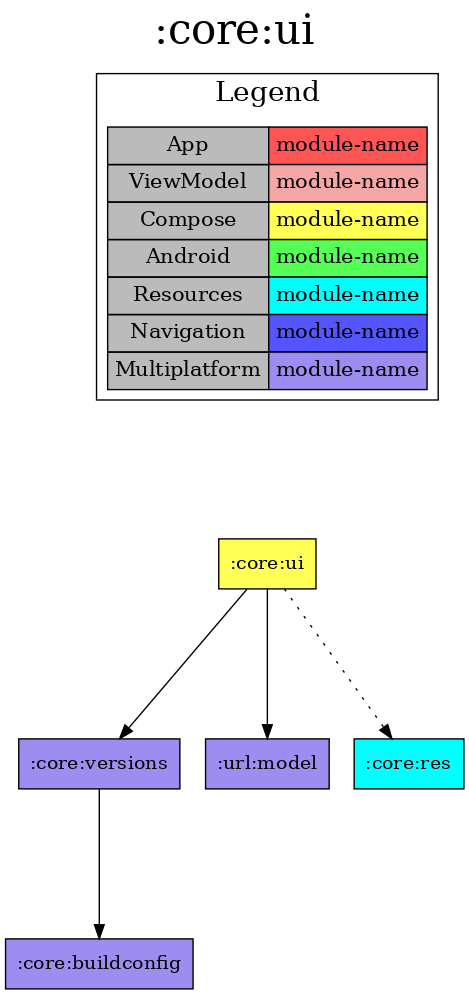 :core:ui
Legend
App module-name
ViewModel module-name
Compose module-name
Android module-name
Resources module-name
Navigation module-name
Multiplatform module-name
:core:ui
:core:versions :url:model :core:res
:core:buildconfig